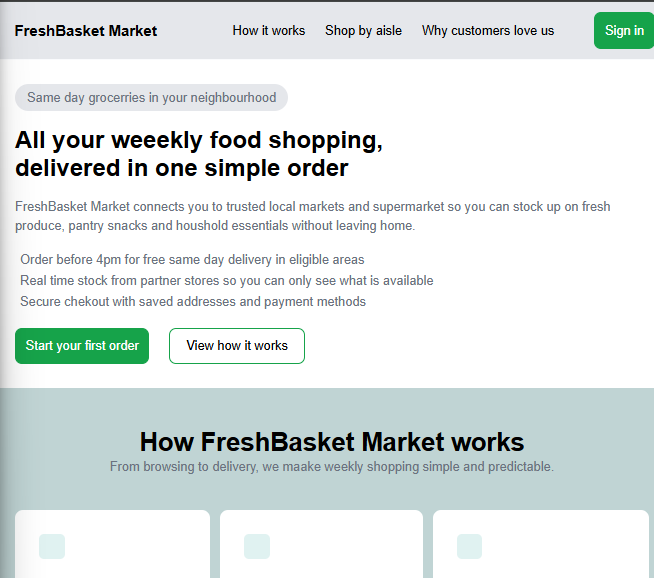 FreshBasket Market
How it works
Shop by aisle
Why customers love us
Sign in
Same day grocerries in your neighbourhood
All your weeekly food shopping,
delivered in one simple order
FreshBasket Market connects you to trusted local markets and supermarket so you can stock up on fresh
produce, pantry snacks and houshold essentials without leaving home.
Order before 4pm for free same day delivery in eligible areas
Real time stock from partner stores so you can only see what is available
Secure chekout with saved addresses and payment methods
Start your first order
View how it works
How FreshBasket Market works
From browsing to delivery, we maake weekly shopping simple and predictable.